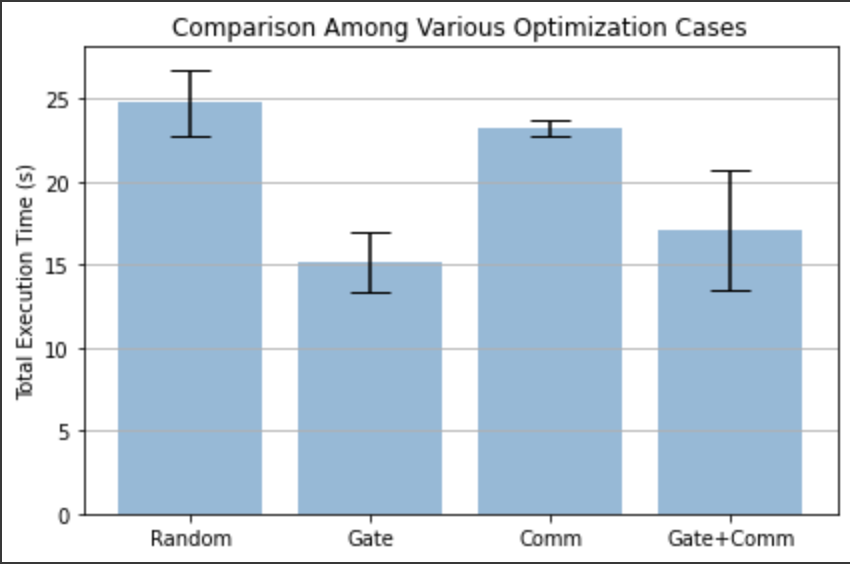 Comparison Among Various Optimization Cases
Total Execution Time (s)
25
20
15
10
5
0
Random Gate Comm Gate+Comm